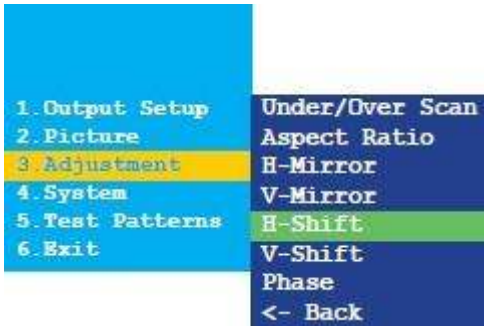 1.Output Setup
2.Picture
3.Adjustment
4.System
5.Test Patterns
6.Exit
Under/Over Scan
Aspect Ratio
H-Mirror
V-Mirror
H-Shift
V-Shift
Phase
<- Back